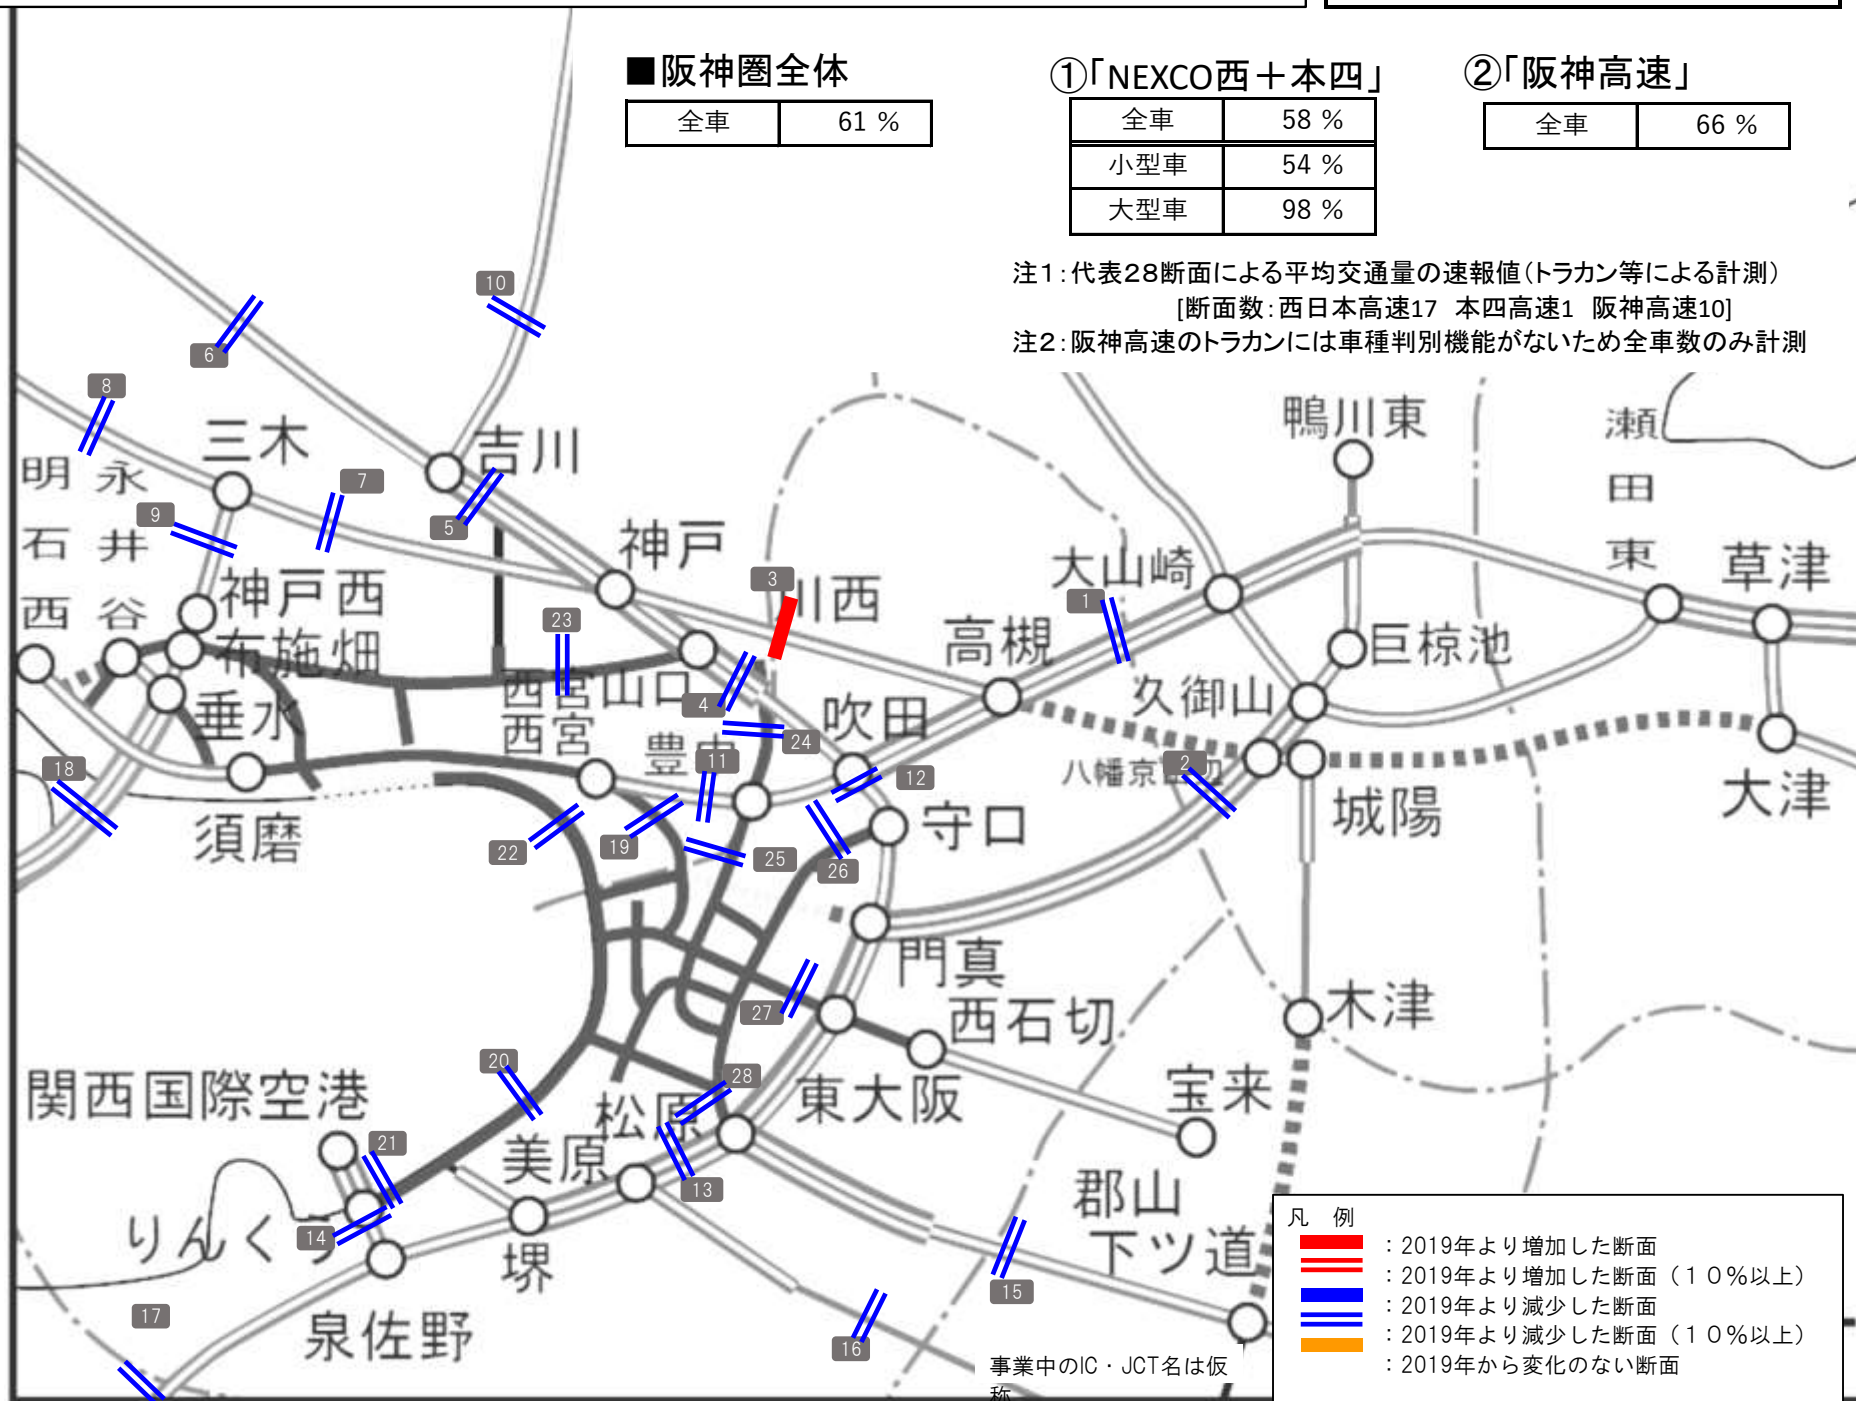 ■阪神圏全体
全車 61 %
①「NEXCO西＋本四」
全車 58 %
小型車 54 %
大型車 98 %
②「阪神高速」
全車 66 %
注１：代表２８断面による平均交通量の速報値（トラカン等による計測）
[断面数：西日本高速17 本四高速1 阪神高速10]
注２：阪神高速のトラカンには車種判別機能がないため全車数のみ計測
10
6
8
三木
吉川
鴨川東
瀬田東
明石西
永井谷
7
9
5
神戸
3
川西
大山崎
1
草津
神戸西
布施畑
23
高槻
巨椋池
西宮山口
西宮
4
久御山
垂水
吹田
24
豊中
11
12
18
八幡京田辺
2
大津
城陽
須磨
22
19
25
26
守口
門真
27
西石切
木津
20
28
関西国際空港
松原
東大阪
宝来
21
美原
13
郡山
下ツ道
りんくう
14
堺
15
17
泉佐野
16
事業中のIC・JCT名は仮
称
凡 例
：2019年より増加した断面
：2019年より増加した断面（１０％以上）
：2019年より減少した断面
：2019年より減少した断面（１０％以上）
：2019年から変化のない断面